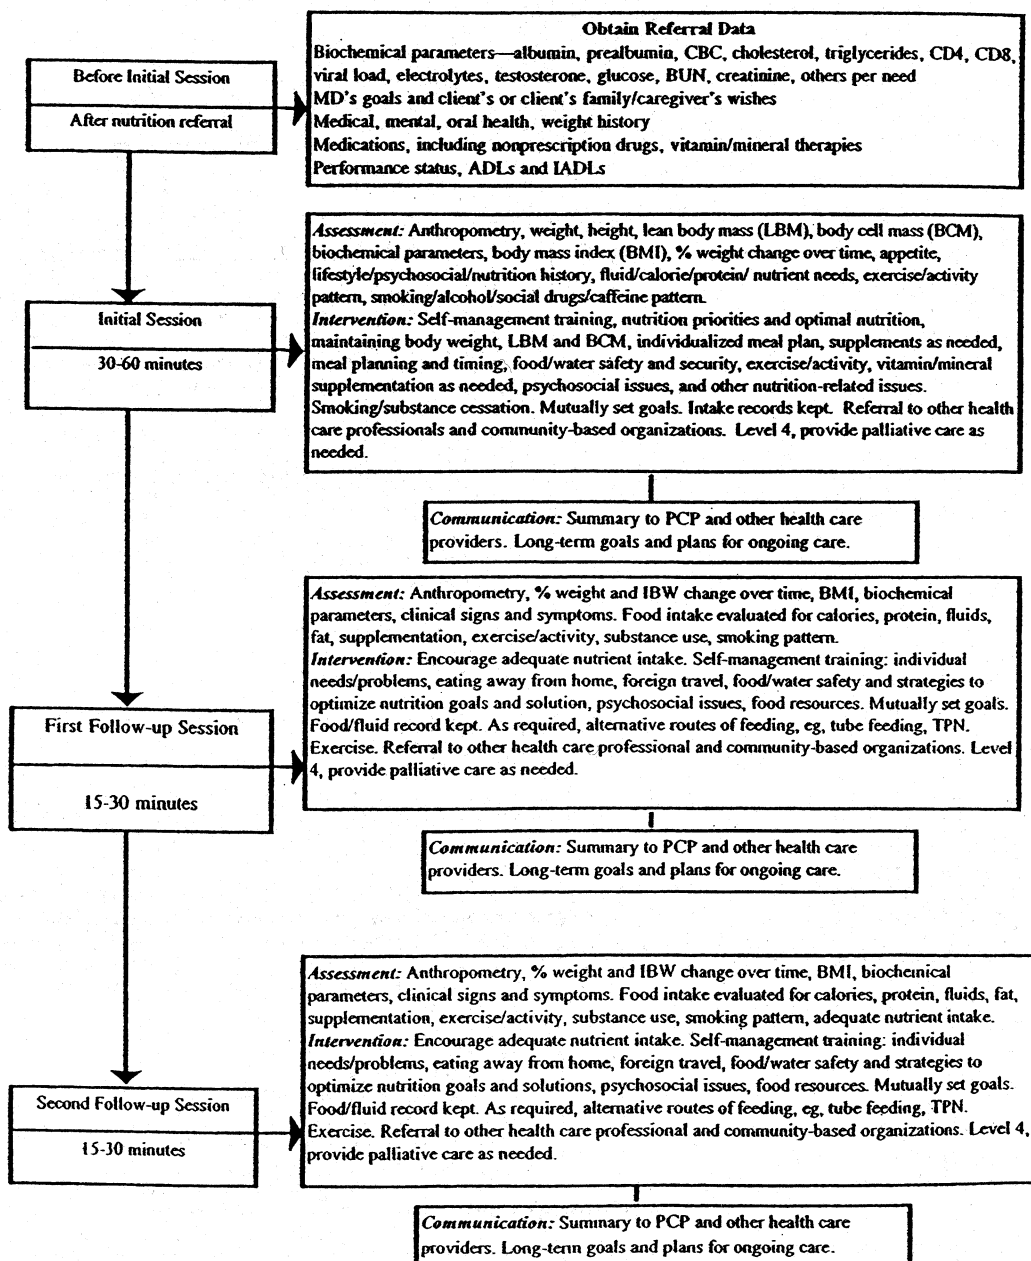 Before Initial Session
After nutrition referral
Obtain Referral Data
Biochemical parameters—albumin, prealbumin, CBC, cholesterol, triglycerides, CD4, CD8,
viral load, electrolytes, testosterone, glucose, BUN, creatinine, others per need
MD's goals and client's or client's family/caregiver's wishes
Medical, mental, oral health, weight history
Medications, including nonprescription drugs, vitamin/mineral therapies
Performance status, ADLs and IADLs
Initial Session
30-60 minutes
Assessment: Anthropometry, weight, height, lean body mass (LBM), body cell mass (BCM),
biochemical parameters, body mass index (BMI), % weight change over time, appetite,
lifestyle/psychosocial/nutrition history, fluid/calorie/protein/ nutrient needs, exercise/activity
pattern, smoking/alcohol/social drugs/caffeine pattern.
Intervention: Self-management training, nutrition priorities and optimal nutrition,
maintaining body weight, LBM and BCM, individualized meal plan, supplements as needed,
meal planning and timing, food/water safety and security, exercise/activity, vitamin/mineral
supplementation as needed, psychosocial issues, and other nutrition-related issues.
Smoking/substance cessation. Mutually set goals. Intake records kept. Referral to other health
care professionals and community-based organizations. Level 4, provide palliative care as
needed.
Communication: Summary to PCP and other health care
providers. Long-term goals and plans for ongoing care.
First Follow-up Session
15-30 minutes
Assessment: Anthropometry, % weight and IBW change over time, BMI, biochemical
parameters, clinical signs and symptoms. Food intake evaluated for calories, protein, fluids,
fat, supplementation, exercise/activity, substance use, smoking pattern.
Intervention: Encourage adequate nutrient intake. Self-management training: individual
needs/problems, eating away from home, foreign travel, food/water safety and strategies to
optimize nutrition goals and solution, psychosocial issues, food resources. Mutually set goals.
Food/fluid record kept. As required, alternative routes of feeding, eg, tube feeding, TPN.
Exercise. Referral to other health care professional and community-based organizations. Level
4, provide palliative care as needed.
Communication: Summary to PCP and other health care
providers. Long-term goals and plans for ongoing care.
Second Follow-up Session
15-30 minutes
Assessment: Anthropometry, % weight and IBW change over time, BMI, biochemical
parameters, clinical signs and symptoms. Food intake evaluated for calories, protein, fluids, fat,
supplementation, exercise/activity, substance use, smoking pattern, adequate nutrient intake.
Intervention: Encourage adequate nutrient intake. Self-management training: individual
needs/problems, eating away from home, foreign travel, food/water safety and strategies to
optimize nutrition goals and solutions, psychosocial issues, food resources. Mutually set goals.
Food/fluid record kept. As required, alternative routes of feeding, eg, tube feeding, TPN.
Exercise. Referral to other health care professional and community-based organizations. Level 4,
provide palliative care as needed.
Communication: Summary to PCP and other health care
providers. Long-term goals and plans for ongoing care.